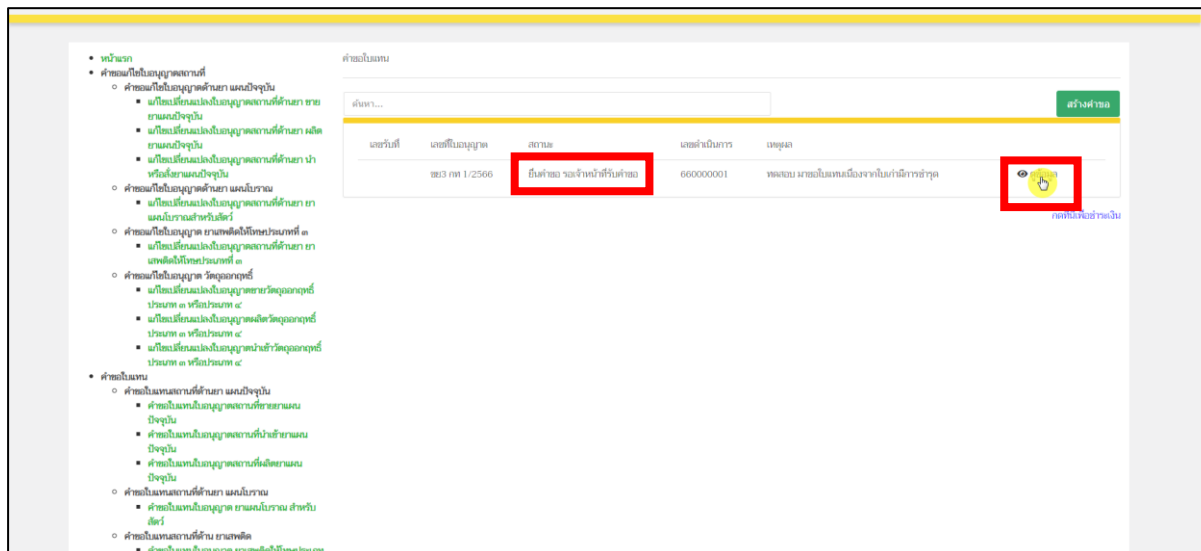 หน้าแรก
คำขอแก้ไขใบอนุญาตสถานที่
คำขอแก้ไขใบอนุญาตด้านยา แผนปัจจุบัน
แก้ไขเปลี่ยนแปลงใบอนุญาตสถานที่ด้านยา ขาย
ยาแผนปัจจุบัน
แก้ไขเปลี่ยนแปลงใบอนุญาตสถานที่ด้านยา ผลิต
ยาแผนปัจจุบัน
แก้ไขเปลี่ยนแปลงใบอนุญาตสถานที่ด้านยา นำ
หรือสั่งยาแผนปัจจุบัน
คำขอแก้ไขใบอนุญาตด้านยา แผนโบราณ
แก้ไขเปลี่ยนแปลงใบอนุญาตสถานที่ด้านยา ยา
แผนโบราณสำหรับสัตว์
คำขอแก้ไขใบอนุญาต ยาเสพติดให้โทษประเภทที่ ๓
แก้ไขเปลี่ยนแปลงใบอนุญาตสถานที่ด้านยา ยา
เสพติดให้โทษประเภทที่ ๓
คำขอแก้ไขใบอนุญาต วัตถุออกฤทธิ์
แก้ไขเปลี่ยนแปลงใบอนุญาตขายวัตถุออกฤทธิ์
ประเภท ๓ หรือประเภท ๔
แก้ไขเปลี่ยนแปลงใบอนุญาตผลิตวัตถุออกฤทธิ์
ประเภท ๓ หรือประเภท ๔
แก้ไขเปลี่ยนแปลงใบอนุญาตนำเข้าวัตถุออกฤทธิ์
ประเภท ๓ หรือประเภท ๔
คำขอใบแทน
คำขอใบแทนสถานที่ด้านยา แผนปัจจุบัน
คำขอใบแทนใบอนุญาตสถานที่ขายยาแผน
ปัจจุบัน
คำขอใบแทนใบอนุญาตสถานที่นำเข้ายาแผน
ปัจจุบัน
คำขอใบแทนใบอนุญาตสถานที่ผลิตยาแผน
ปัจจุบัน
คำขอใบแทนสถานที่ด้านยา แผนโบราณ
คำขอใบแทนใบอนุญาต ยาแผนโบราณ สำหรับ
สัตว์
คำขอใบแทนสถานที่ด้าน ยาเสพติด
คำขอใบแทนใบอนุญาต ยาเสพติดให้โทษประเภท
คำขอใบแทน
ค้นหา...
สร้างคำขอ
เลขรับที่ เลขที่ใบอนุญาต สถานะ เลขดำเนินการ เหตุผล
ขย3 กท 1/2566 ยื่นคำขอ รอเจ้าหน้าที่รับคำขอ 660000001 ทดสอบ มาขอใบแทนเนื่องจากใบเก่ามีการชำรุด ดูข้อมูล
กดที่นี่เพื่อชำระเงิน